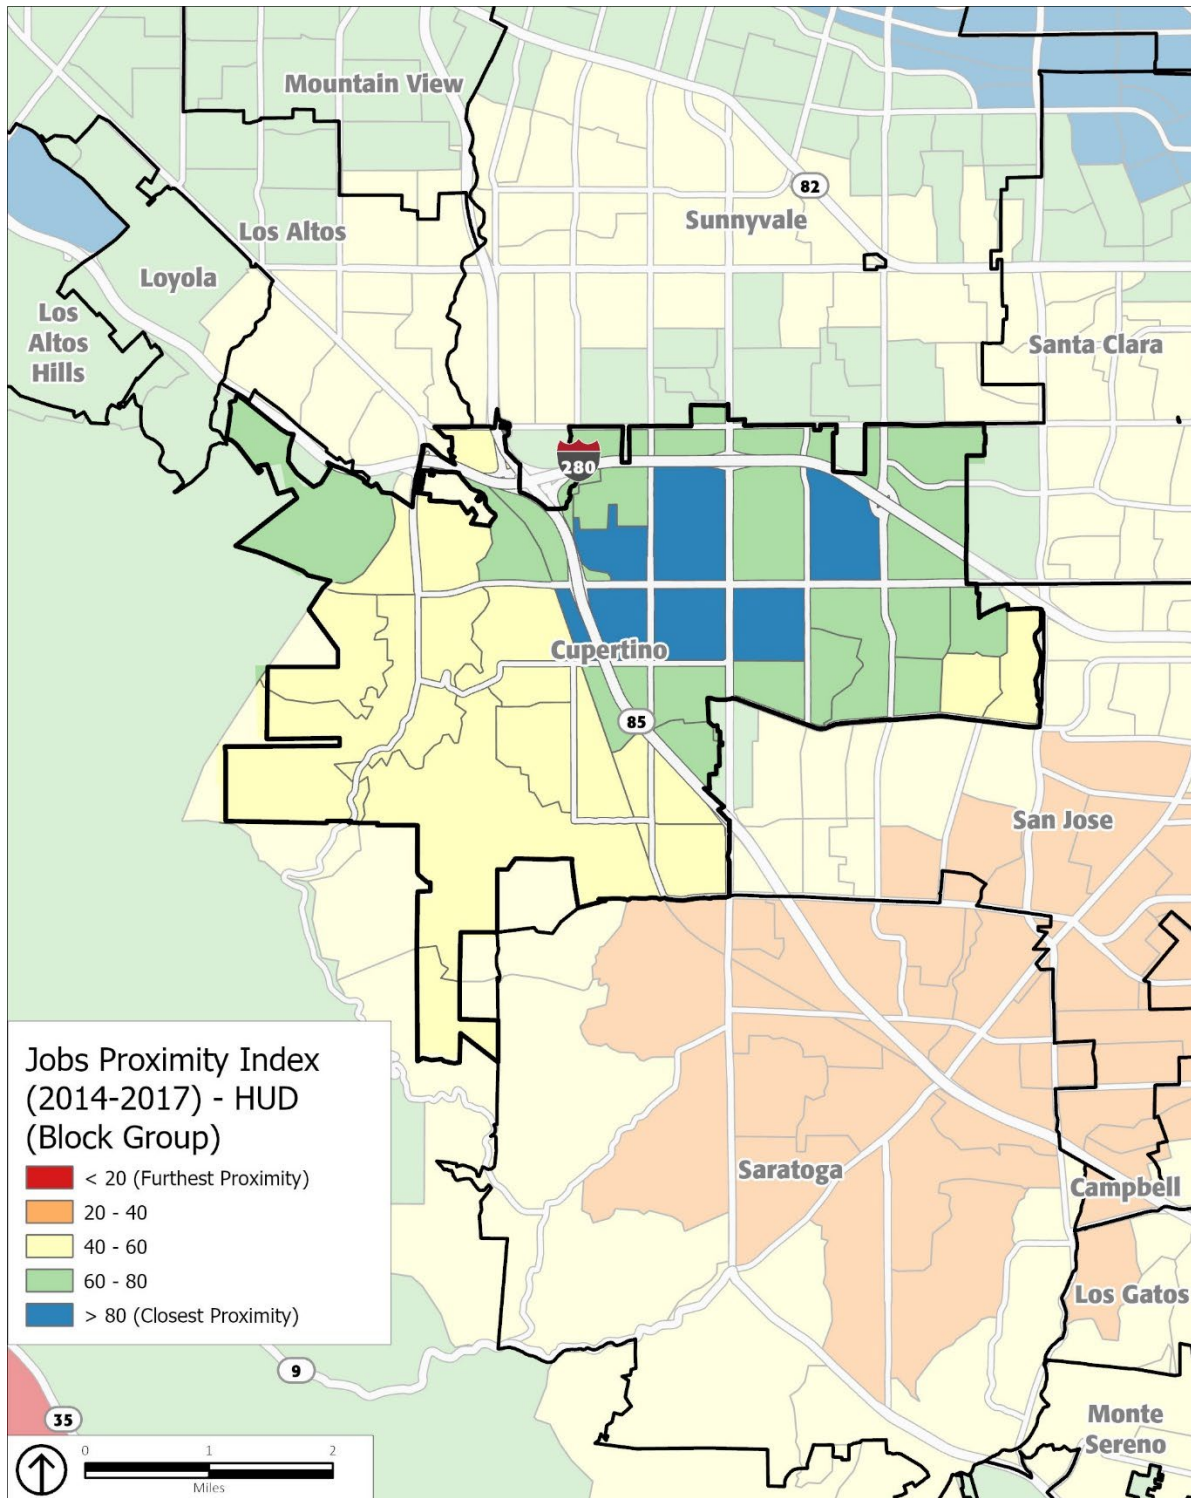 Mountain View
82
Sunnyvale
Los Altos
Loyola
Los
Altos
Hills
Santa Clara
280
Cupertino
85
San Jose
Jobs Proximity Index
(2014-2017) - HUD
(Block Group)
< 20 (Furthest Proximity)
20 - 40
40 - 60
60 - 80
> 80 (Closest Proximity)
Saratoga
Campbell
Los Gatos
9
35
Monte
Sereno
0 1 2
Miles